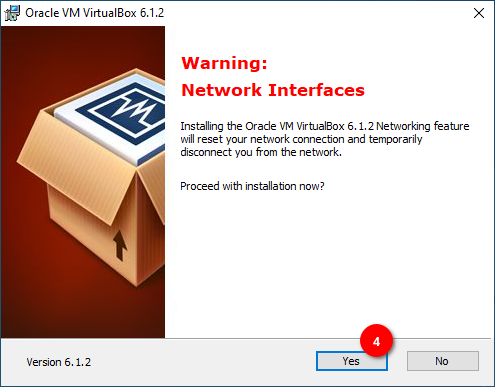 Oracle VM VirtualBox 6.1.2
Warning:
Network Interfaces
Installing the Oracle VM VirtualBox 6.1.2 Networking feature
will reset your network connection and temporarily
disconnect you from the network.
Proceed with installation now?
4
Version 6.1.2
Yes
No